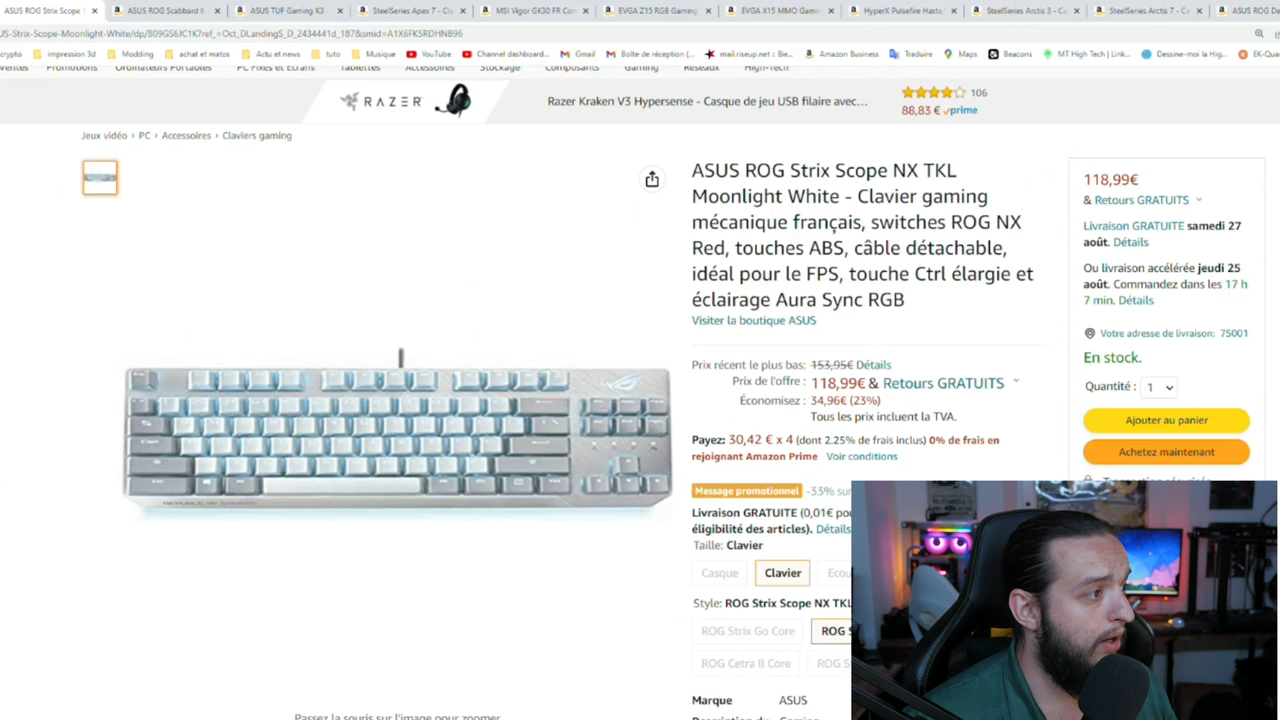 ASUS ROG Strix Scope
ASUS ROG Scabbard II
ASUS TUF Gaming K3 -
SteelSeries Apex 7 - Cla
MSI Vigor GK30 FR Cor
EVGA Z15 RGB Gaming
EVGA X15 MMO Gamin
HyperX Pulsefire Haste
SteelSeries Arctis 3 - C
SteelSeries Arctis 7 - C
ASUS ROG De
US-Strix-Scope-Moonlight-White/dp/B09GS6JC1K?ref_=Oct_DLandingS_D_2434441d_187&smid=A1X6FK5RDHNB96
crypto
impression 3d
Modding
achat et matos
Actu et news
tuto
Musique
YouTube
Channel dashboard...
Gmail
Boîte de réception (...
mail.riseup.net : Bie...
Amazon Business
Traduire
Maps
Beacons
MT High Tech | Link...
Dessine-moi la Hig...
EK-Quan
Ventes
Promotions
Ordinateurs Portables
PC Fixes et Ecrans
Tablettes
Accessoires
Stockage
Composants
Gaming
Réseaux
High-Tech
RAZER
Razer Kraken V3 Hypersense - Casque de jeu USB filaire avec...
106
88,83 € prime
Jeux vidéo › PC › Accessoires › Claviers gaming
ASUS ROG Strix Scope NX TKL
Moonlight White - Clavier gaming
mécanique français, switches ROG NX
Red, touches ABS, câble détachable,
idéal pour le FPS, touche Ctrl élargie et
éclairage Aura Sync RGB
Visiter la boutique ASUS
Prix récent le plus bas: 153,95€ Détails
Prix de l'offre : 118,99€ & Retours GRATUITS
Économisez : 34,96€ (23%)
Tous les prix incluent la TVA.
Payez: 30,42 € x 4 (dont 2.25% de frais inclus) 0% de frais en
rejoignant Amazon Prime Voir conditions
Message promotionnel -33% sur
Livraison GRATUITE (0,01€ pou
éligibilité des articles). Détails
Taille: Clavier
Casque
Clavier
Ecou
Style: ROG Strix Scope NX TKL
ROG Strix Go Core
ROG S
ROG Cetra II Core
ROG S
Marque ASUS
Gaming
118,99€
& Retours GRATUITS
Livraison GRATUITE samedi 27
août. Détails
Ou livraison accélérée jeudi 25
août. Commandez dans les 17 h
7 min. Détails
Votre adresse de livraison: 75001
En stock.
Quantité : 1
Ajouter au panier
Achetez maintenant
REPUBLIC OF GAMERS
Passez la souris sur l'image pour zoomer